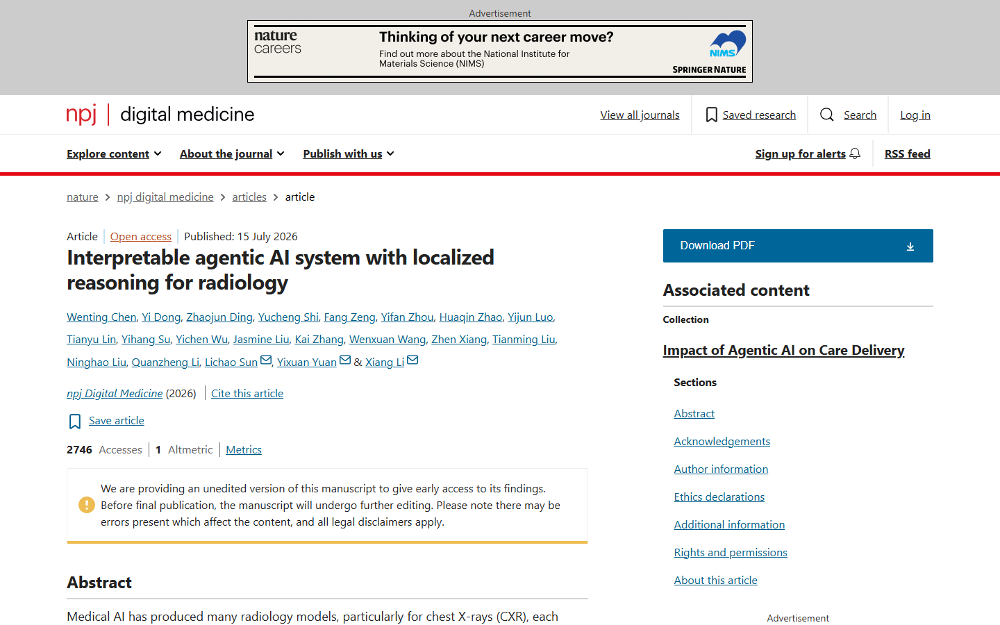 Advertisement
nature
careers
Thinking of your next career move?
Find out more about the National Institute for
Materials Science (NIMS)
NIMS
SPRINGER NATURE
npj | digital medicine
View all journals
Saved research
Search
Log in
Explore content
About the journal
Publish with us
Sign up for alerts
RSS feed
nature > npj digital medicine > articles > article
Article | Open access | Published: 15 July 2026
Interpretable agentic AI system with localized
reasoning for radiology
Wenting Chen, Yi Dong, Zhaojun Ding, Yucheng Shi, Fang Zeng, Yifan Zhou, Huaqin Zhao, Yijun Luo,
Tianyu Lin, Yihang Su, Yichen Wu, Jasmine Liu, Kai Zhang, Wenxuan Wang, Zhen Xiang, Tianming Liu,
Ninghao Liu, Quanzheng Li, Lichao Sun, Yixuan Yuan & Xiang Li
npj Digital Medicine (2026) | Cite this article
Save article
2746 Accesses | 1 Altmetric | Metrics
We are providing an unedited version of this manuscript to give early access to its findings.
Before final publication, the manuscript will undergo further editing. Please note there may be
errors present which affect the content, and all legal disclaimers apply.
Abstract
Medical AI has produced many radiology models, particularly for chest X-rays (CXR), each
Download PDF
Associated content
Collection
Impact of Agentic AI on Care Delivery
Sections
Abstract
Acknowledgements
Author information
Ethics declarations
Additional information
Rights and permissions
About this article
Advertisement